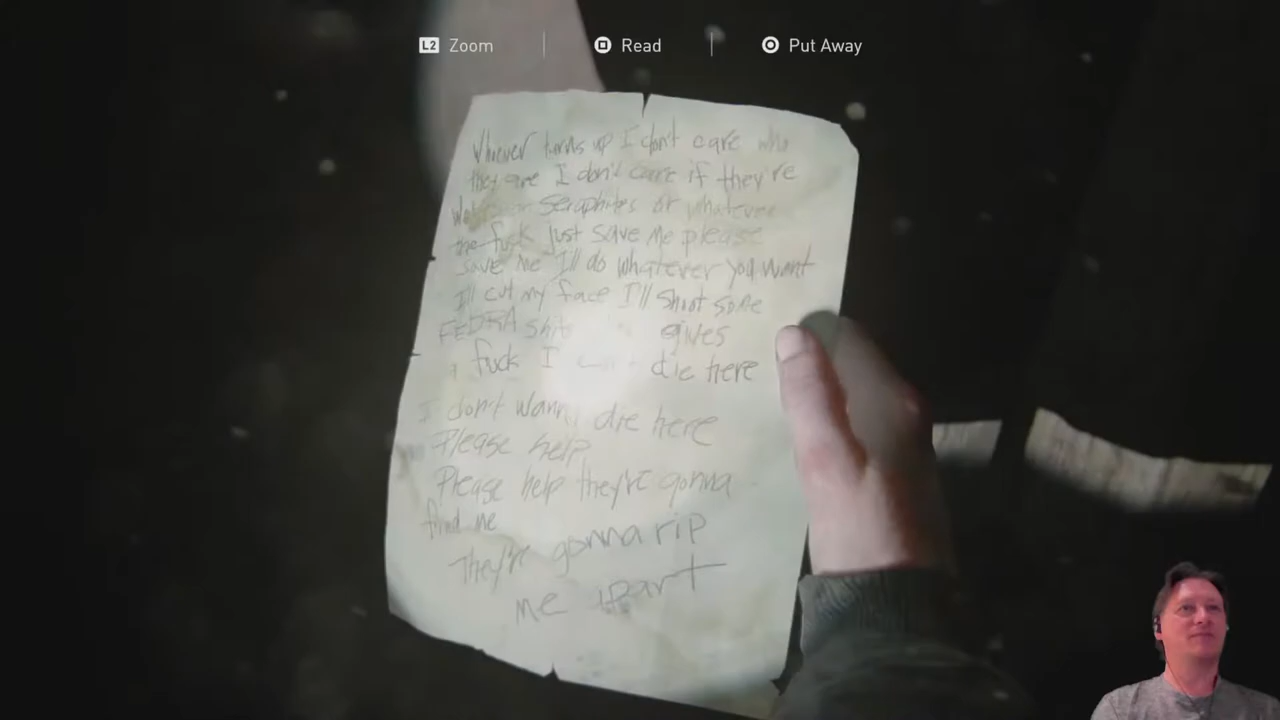 L2 Zoom
Read
Put Away
Whoever turns up I don't care who
they are I don't care if they're
Seraphites or whatever
the fuck just save me please
save me I'll do whatever you want
I'll cut my face I'll shoot some
FEDRA shits gives
a fuck I die here
I don't wanna die here
Please help
Please help they're gonna
find me
They're gonna rip
me apart